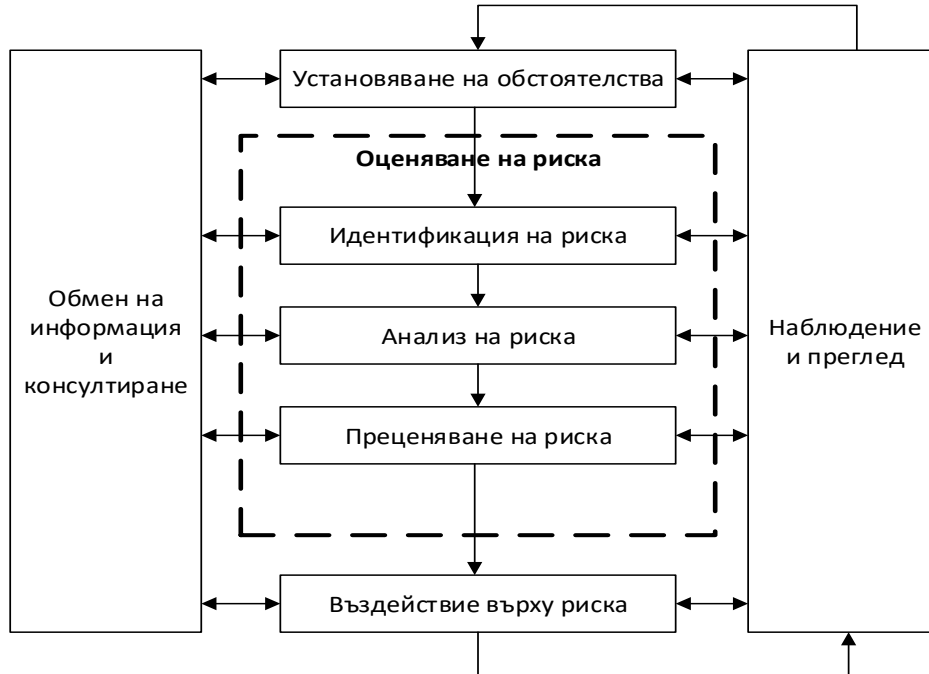 Установяване на обстоятелства
Оценяване на риска
Идентификация на риска
Анализ на риска
Преценяване на риска
Въздействие върху риска
Обмен на
информация
и
консултиране
Наблюдение
и преглед